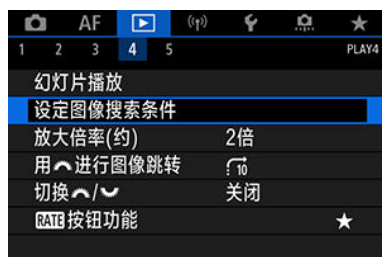 AF
1 2 3 4 5 PLAY4
幻灯片播放
设定图像搜索条件
放大倍率(约) 2倍
用进行图像跳转 10
切换/ 关闭
RATE按钮功能 ★